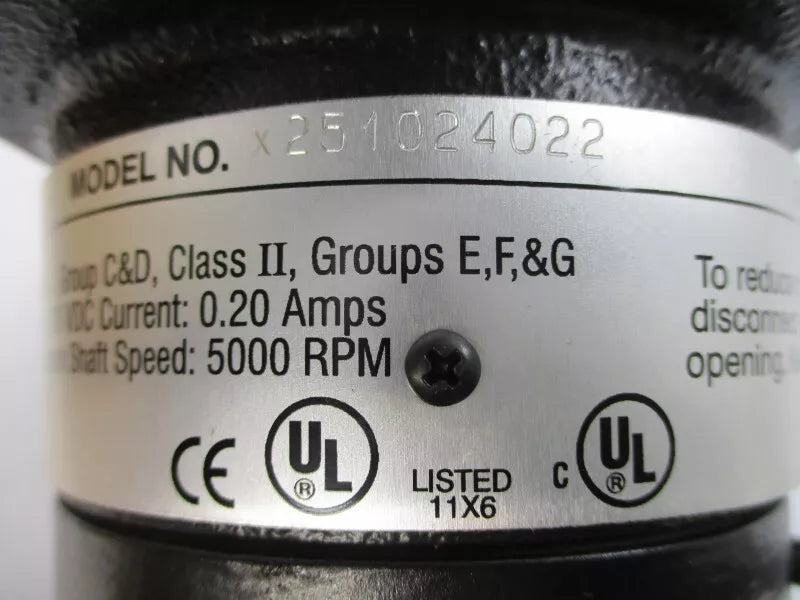 MODEL NO. x251024022
Group C&D, Class II, Groups E,F,&G
VDC Current: 0.20 Amps
Shaft Speed: 5000 RPM
To reduc
disconnect
opening,
CE UL ® LISTED 11X6 C UL ®